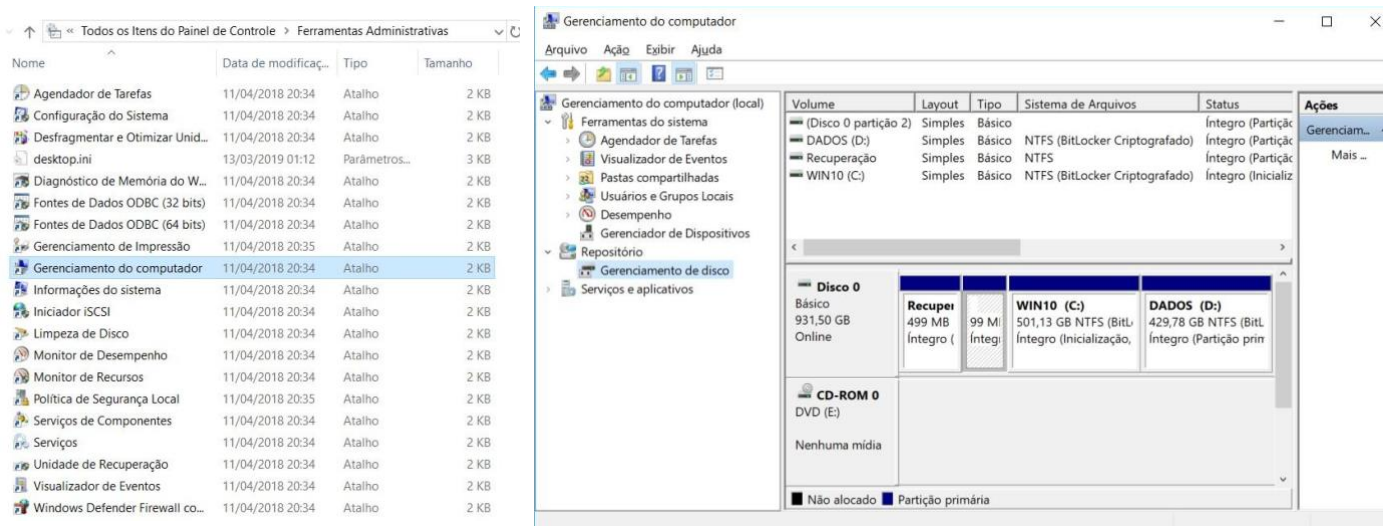 « Todos os Itens do Painel de Controle > Ferramentas Administrativas
Nome Data de modificaç... Tipo Tamanho
Agendador de Tarefas 11/04/2018 20:34 Atalho 2 KB
Configuração do Sistema 11/04/2018 20:34 Atalho 2 KB
Desfragmentar e Otimizar Unid... 11/04/2018 20:34 Atalho 2 KB
desktop.ini 13/03/2019 01:12 Parâmetros... 3 KB
Diagnóstico de Memória do W... 11/04/2018 20:34 Atalho 2 KB
Fontes de Dados ODBC (32 bits) 11/04/2018 20:34 Atalho 2 KB
Fontes de Dados ODBC (64 bits) 11/04/2018 20:34 Atalho 2 KB
Gerenciamento de Impressão 11/04/2018 20:35 Atalho 2 KB
Gerenciamento do computador 11/04/2018 20:34 Atalho 2 KB
Informações do sistema 11/04/2018 20:34 Atalho 2 KB
Iniciador iSCSI 11/04/2018 20:34 Atalho 2 KB
Limpeza de Disco 11/04/2018 20:34 Atalho 2 KB
Monitor de Desempenho 11/04/2018 20:34 Atalho 2 KB
Monitor de Recursos 11/04/2018 20:34 Atalho 2 KB
Política de Segurança Local 11/04/2018 20:35 Atalho 2 KB
Serviços de Componentes 11/04/2018 20:34 Atalho 2 KB
Serviços 11/04/2018 20:34 Atalho 2 KB
Unidade de Recuperação 11/04/2018 20:34 Atalho 2 KB
Visualizador de Eventos 11/04/2018 20:34 Atalho 2 KB
Windows Defender Firewall co... 11/04/2018 20:34 Atalho 2 KB
Gerenciamento do computador
Arquivo Ação Exibir Ajuda
Gerenciamento do computador (local)
Ferramentas do sistema
Agendador de Tarefas
Visualizador de Eventos
Pastas compartilhadas
Usuários e Grupos Locais
Desempenho
Gerenciador de Dispositivos
Repositório
Gerenciamento de disco
Serviços e aplicativos
Volume Layout Tipo Sistema de Arquivos Status
(Disco 0 partição 2) Simples Básico Íntegro (Partiçã
DADOS (D:) Simples Básico NTFS (BitLocker Criptografado) Íntegro (Partiçã
Recuperação Simples Básico NTFS Íntegro (Partiçã
WIN10 (C:) Simples Básico NTFS (BitLocker Criptografado) Íntegro (Inicializ
Disco 0
Básico
931,50 GB
Online
Recuper
499 MB
Íntegro (
99 M
Íntegr
WIN10 (C:)
501,13 GB NTFS (BitL
Íntegro (Inicialização,
DADOS (D:)
429,78 GB NTFS (BitL
Íntegro (Partição prin
CD-ROM 0
DVD (E:)
Nenhuma mídia
Não alocado Partição primária
Ações
Gerenciam...
Mais ...